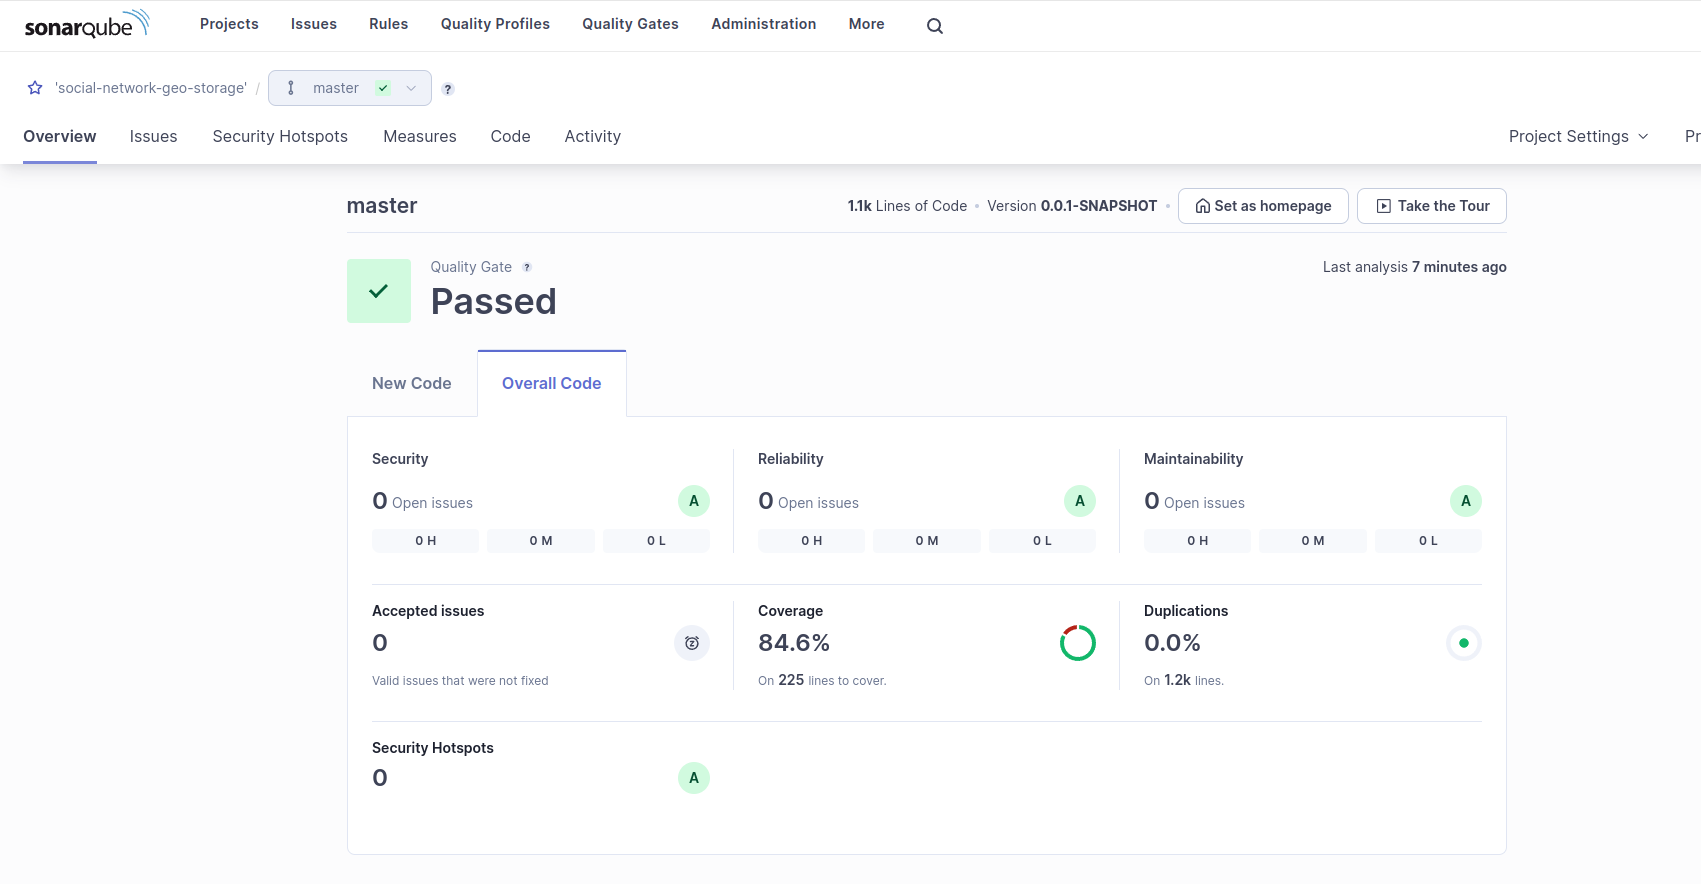 sonarqube Projects Issues Rules Quality Profiles Quality Gates Administration More
'social-network-geo-storage' / master ?
Overview Issues Security Hotspots Measures Code Activity Project Settings Pr
master 1.1k Lines of Code • Version 0.0.1-SNAPSHOT • Set as homepage Take the Tour
Quality Gate ? Last analysis 7 minutes ago
Passed
New Code Overall Code
Security Reliability Maintainability
0 Open issues A 0 Open issues A 0 Open issues A
0 H 0 M 0 L 0 H 0 M 0 L 0 H 0 M 0 L
Accepted issues Coverage Duplications
0 84.6% 0.0%
Valid issues that were not fixed On 225 lines to cover. On 1.2k lines.
Security Hotspots
0 A